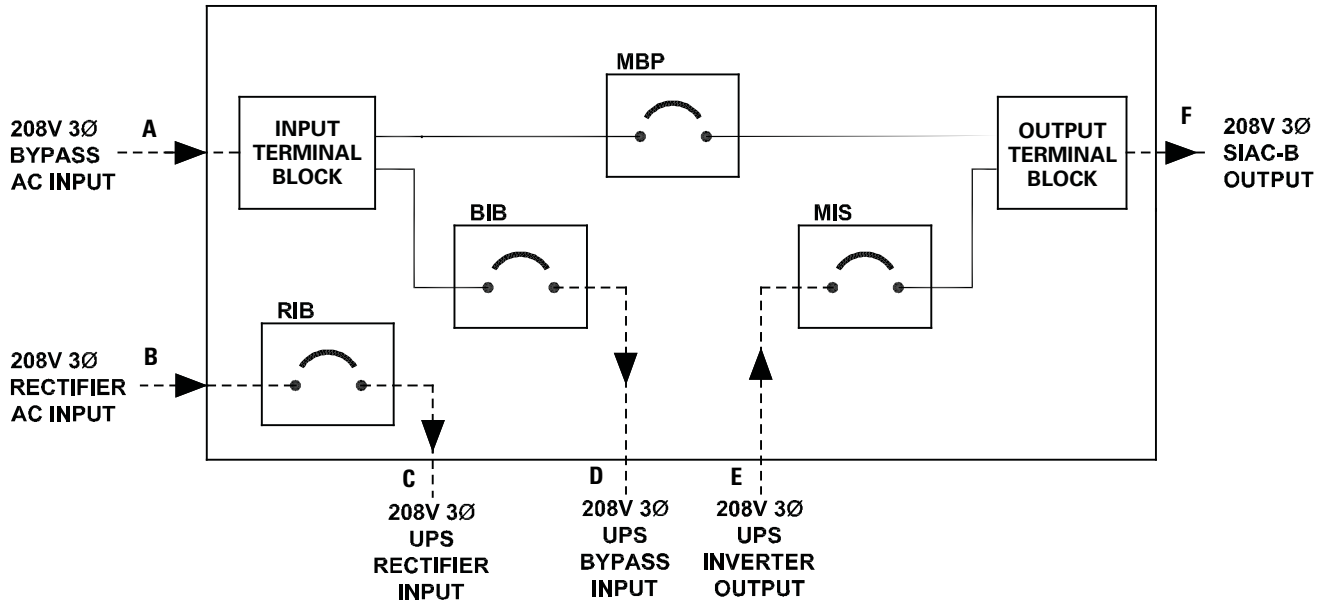 MBP
A
208V 3Ø
BYPASS
AC INPUT
INPUT
TERMINAL
BLOCK
OUTPUT
TERMINAL
BLOCK
F
208V 3Ø
SIAC-B
OUTPUT
BIB
MIS
RIB
B
208V 3Ø
RECTIFIER
AC INPUT
C
208V 3Ø
UPS
RECTIFIER
INPUT
D
208V 3Ø
UPS
BYPASS
INPUT
E
208V 3Ø
UPS
INVERTER
OUTPUT